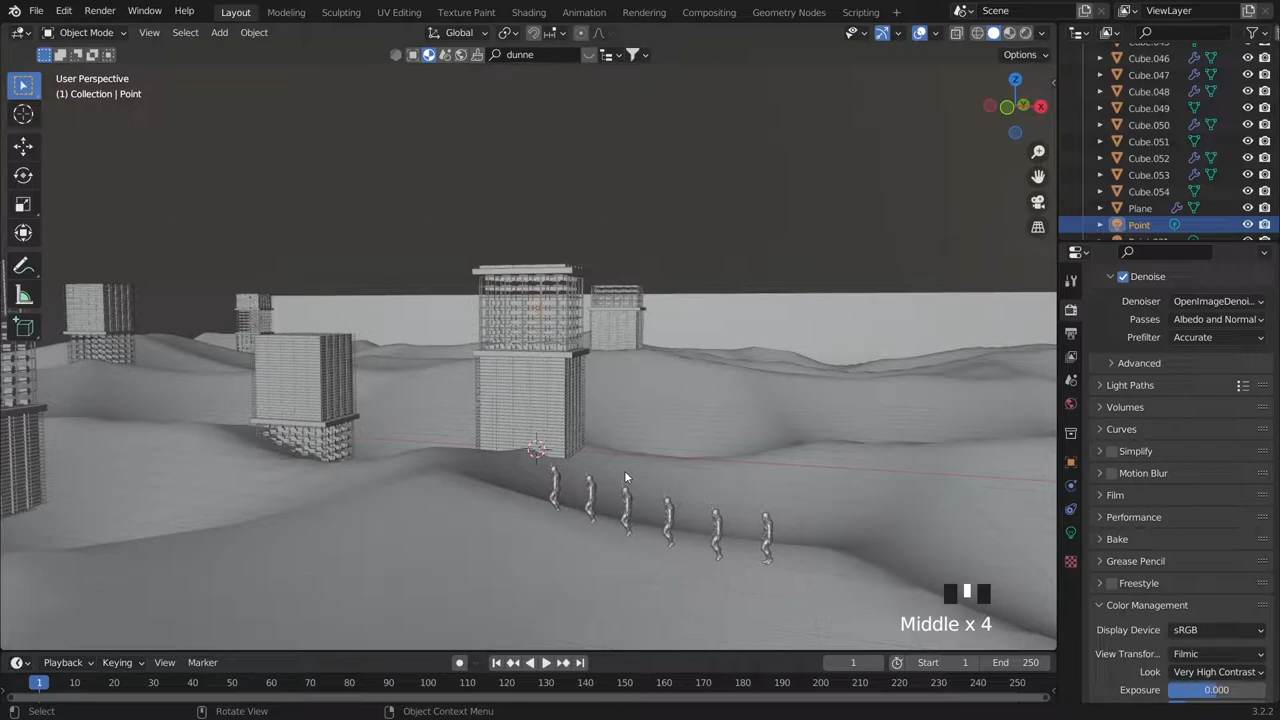 File Edit Render Window Help Layout Modeling Sculpting UV Editing Texture Paint Shading Animation Rendering Compositing Geometry Nodes Scripting + Scene ViewLayer
Object Mode View Select Add Object Global
dunne Options
User Perspective
(1) Collection | Point
Z
Y
X
Cube.046
Cube.047
Cube.048
Cube.049
Cube.050
Cube.051
Cube.052
Cube.053
Cube.054
Plane
Point
Denoise
Denoiser OpenImageDenoi...
Passes Albedo and Normal
Prefilter Accurate
Advanced
Light Paths
Volumes
Curves
Simplify
Motion Blur
Film
Performance
Bake
Grease Pencil
Freestyle
Color Management
Display Device sRGB
View Transfor... Filmic
Look Very High Contrast
Exposure 0.000
Middle x 4
Playback Keying View Marker 1 Start 1 End 250
1 10 20 30 40 50 60 70 80 90 100 110 120 130 140 150 160 170 180 190 200 210 220 230 240 250
Select Rotate View Object Context Menu 3.2.2